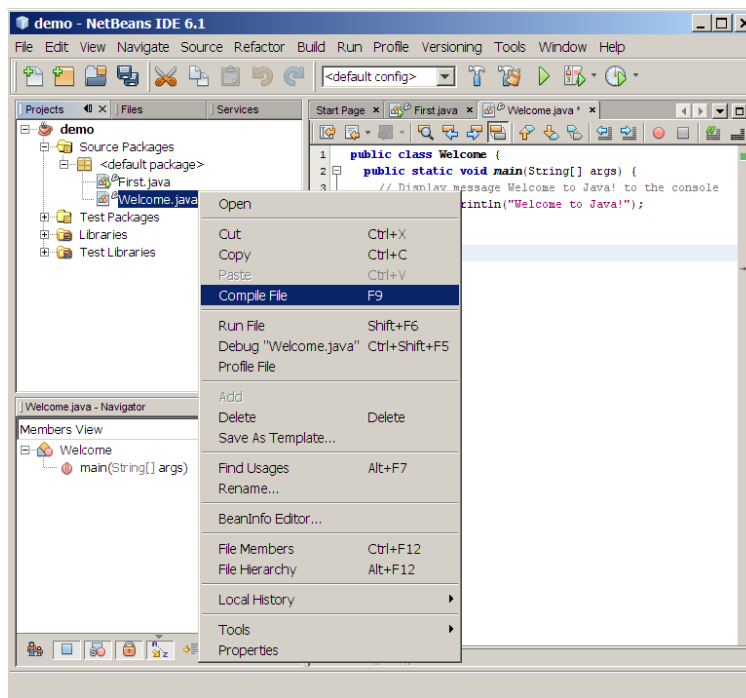 demo - NetBeans IDE 6.1
File Edit View Navigate Source Refactor Build Run Profile Versioning Tools Window Help
<default config>
Projects Files Services
Start Page First.java Welcome.java *
demo
Source Packages
<default package>
First.java
Welcome.java
Test Packages
Libraries
Test Libraries
1 public class Welcome {
2 public static void main(String[] args) {
3 // Display message Welcome to Java! to the console
rintln("Welcome to Java!");
Open
Cut Ctrl+X
Copy Ctrl+C
Paste Ctrl+V
Compile File F9
Run File Shift+F6
Debug "Welcome.java" Ctrl+Shift+F5
Profile File
Add
Delete Delete
Save As Template...
Find Usages Alt+F7
Rename...
BeanInfo Editor...
File Members Ctrl+F12
File Hierarchy Alt+F12
Local History
Tools
Properties
Welcome.java - Navigator
Members View
Welcome
main(String[] args)